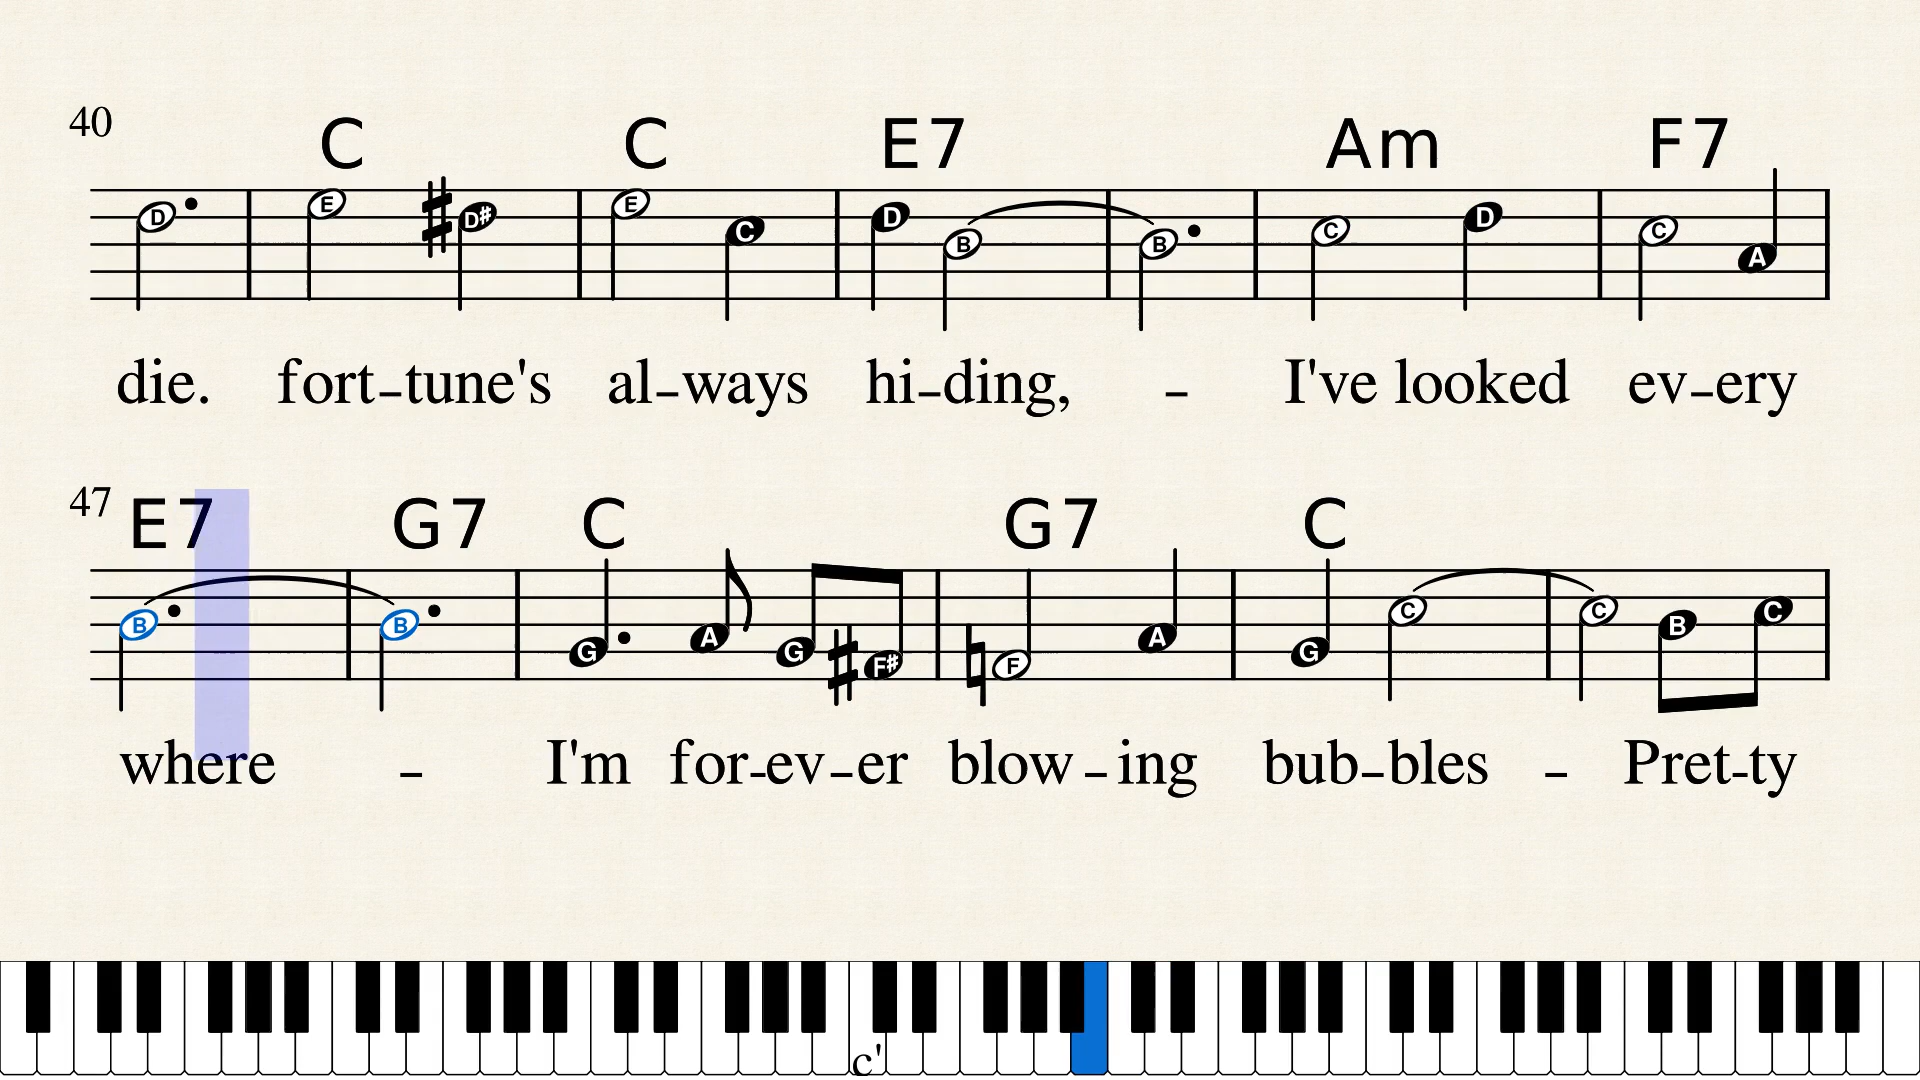 40 C C E7 Am F7
D E D# E C D B B C D C A
die. fort–tune's al–ways hi–ding, – I've looked ev–ery
47 E7 G7 C G7 C
B B G A G F# F A G C C B C
where – I'm for-ev–er blow–ing bub–bles – Pret-ty
c'